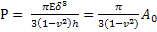 P = πEδ³ / 3(1−ν²)h = π / 3(1−ν²) A₀